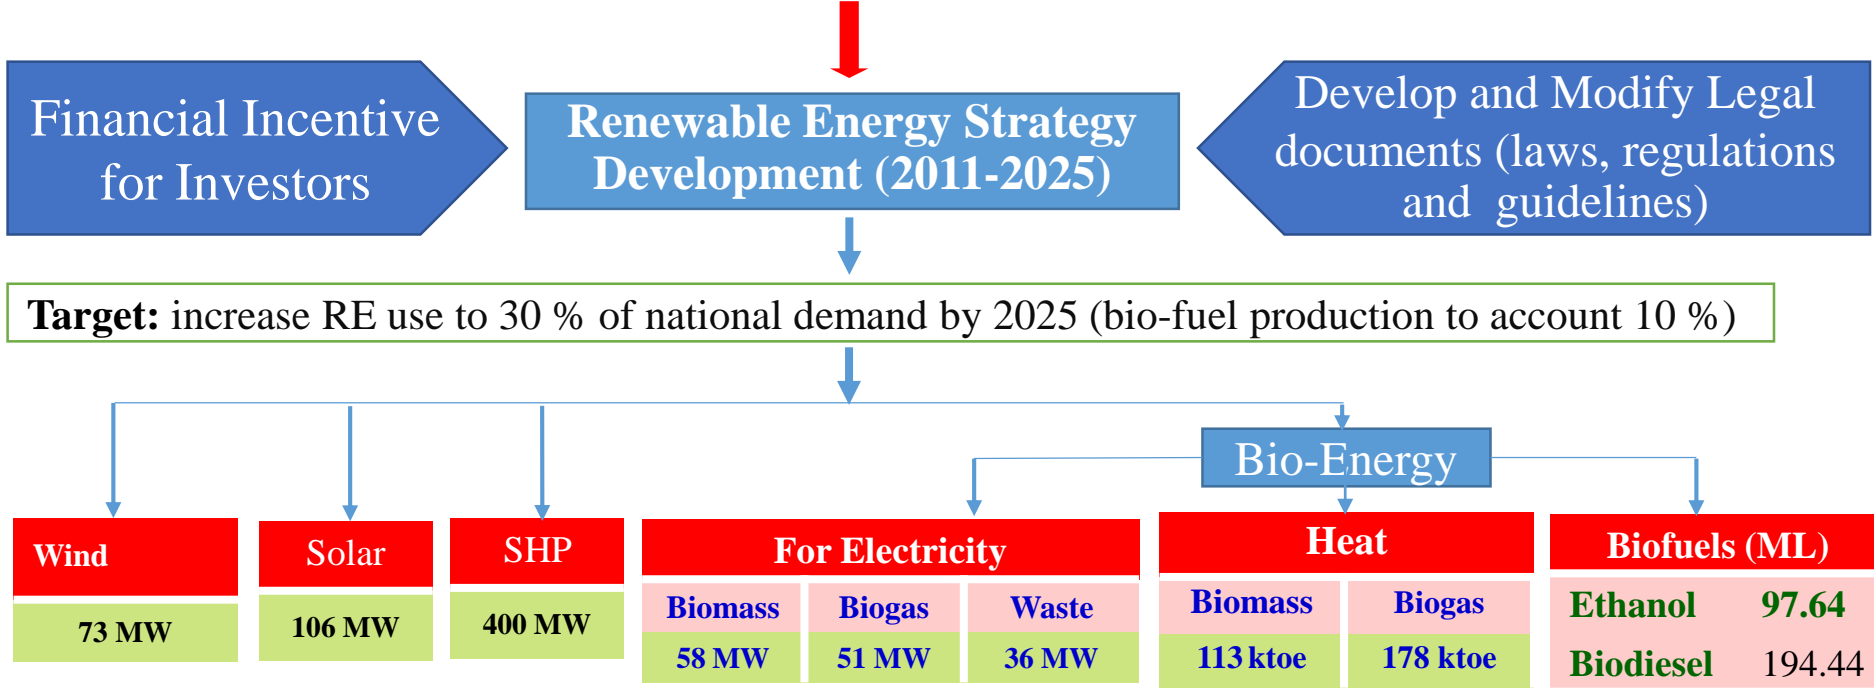 Financial Incentive
for Investors
Renewable Energy Strategy
Development (2011-2025)
Develop and Modify Legal
documents (laws, regulations
and guidelines)
Target: increase RE use to 30 % of national demand by 2025 (bio-fuel production to account 10 %)
Bio-Energy
Wind
73 MW
Solar
106 MW
SHP
400 MW
For Electricity
Biomass Biogas Waste
58 MW 51 MW 36 MW
Heat
Biomass Biogas
113 ktoe 178 ktoe
Biofuels (ML)
Ethanol 97.64
Biodiesel 194.44